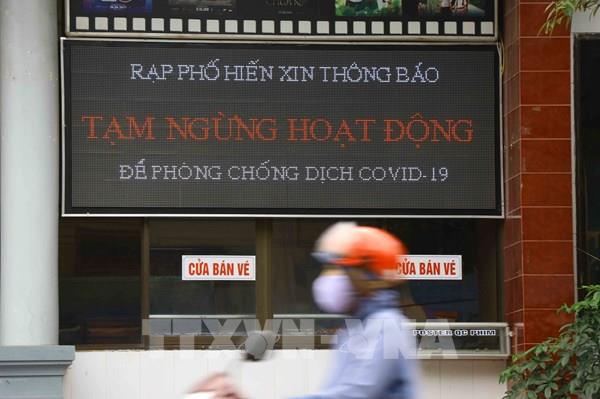 RẠP PHỐ HIẾN XIN THÔNG BÁO
TẠM NGỪNG HOẠT ĐỘNG
ĐỂ PHÒNG CHỐNG DỊCH COVID-19
CỬA BÁN VÉ
CỬA BÁN VÉ
POSTER QC PHIM
TTXVN-VNA